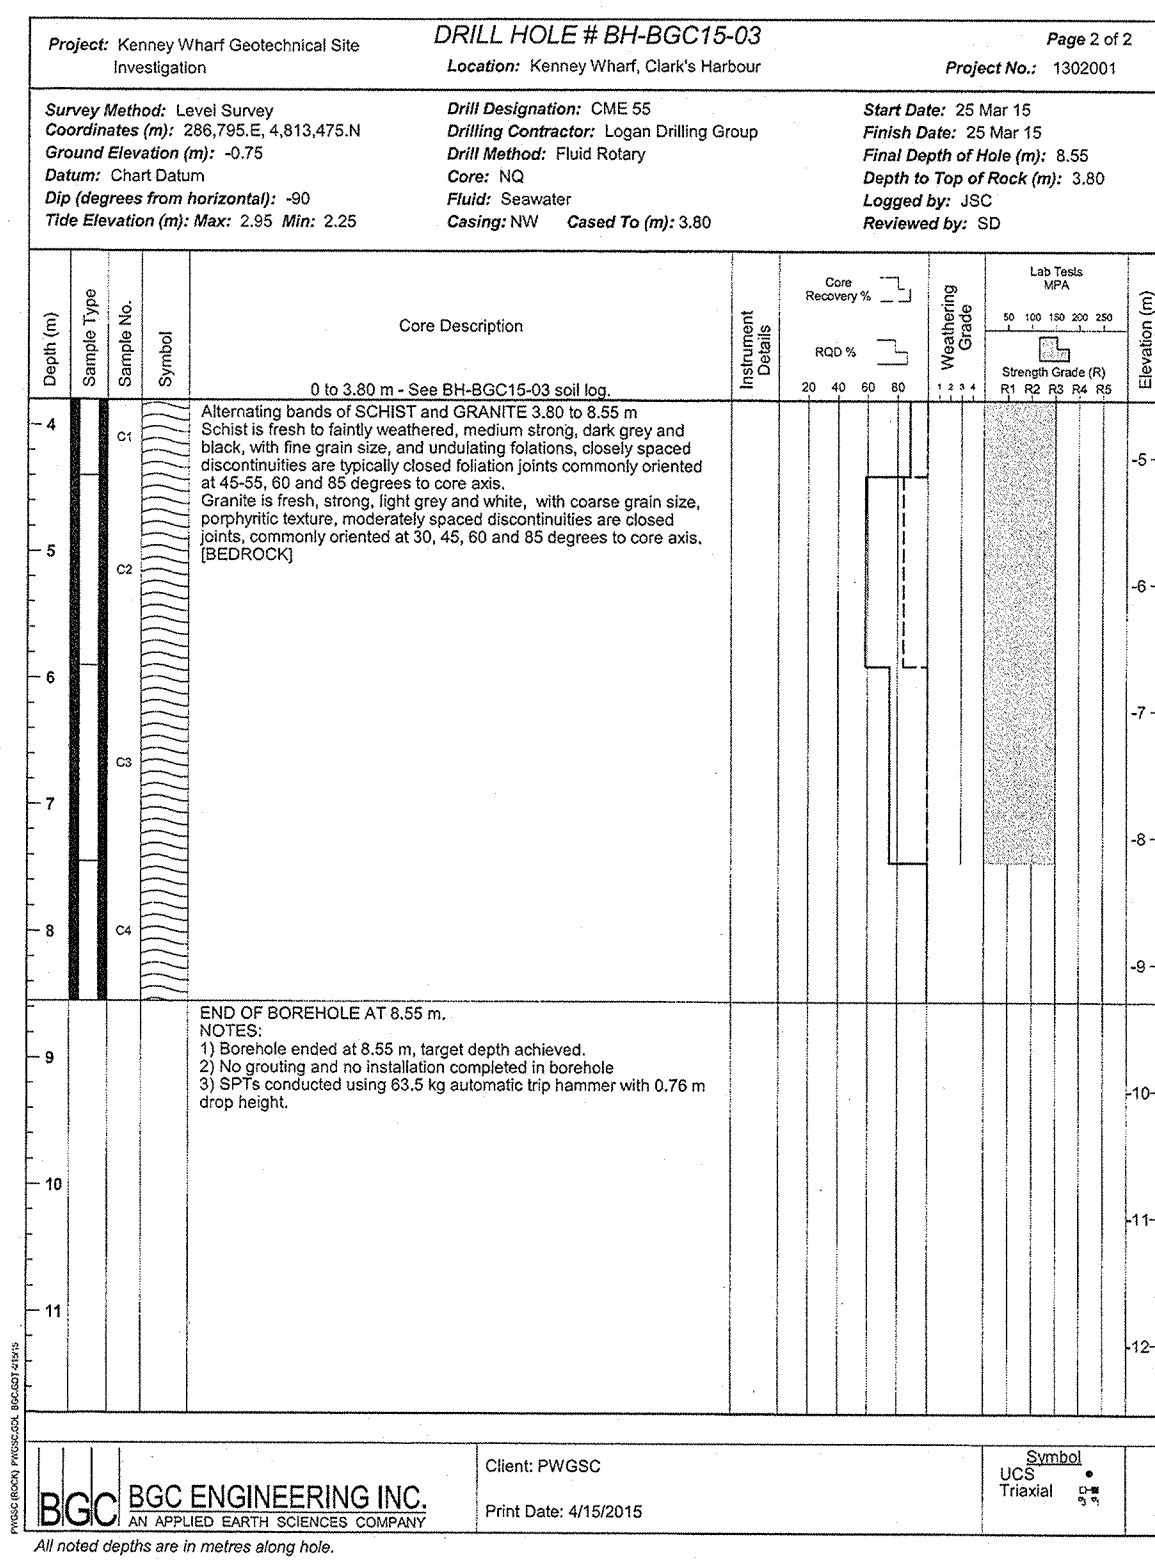 Project: Kenney Wharf Geotechnical Site
Investigation
DRILL HOLE # BH-BGC15-03
Location: Kenney Wharf, Clark's Harbour
Page 2 of 2
Project No.: 1302001
Survey Method: Level Survey
Coordinates (m): 286,795.E, 4,813,475.N
Ground Elevation (m): -0.75
Datum: Chart Datum
Dip (degrees from horizontal): -90
Tide Elevation (m): Max: 2.95 Min: 2.25
Drill Designation: CME 55
Drilling Contractor: Logan Drilling Group
Drill Method: Fluid Rotary
Core: NQ
Fluid: Seawater
Casing: NW Cased To (m): 3.80
Start Date: 25 Mar 15
Finish Date: 25 Mar 15
Final Depth of Hole (m): 8.55
Depth to Top of Rock (m): 3.80
Logged by: JSC
Reviewed by: SD
Depth (m)
Sample Type
Sample No.
Symbol
Core Description
0 to 3.80 m - See BH-BGC15-03 soil log.
Instrument
Details
Core
Recovery %
RQD %
20 40 60 80
Weathering
Grade
1 2 3 4
Lab Tests
MPA
50 100 150 200 250
Strength Grade (R)
R1 R2 R3 R4 R5
Elevation (m)
Alternating bands of SCHIST and GRANITE 3.80 to 8.55 m
Schist is fresh to faintly weathered, medium strong, dark grey and
black, with fine grain size, and undulating folations, closely spaced
discontinuities are typically closed foliation joints commonly oriented
at 45-55, 60 and 85 degrees to core axis.
Granite is fresh, strong, light grey and white, with coarse grain size,
porphyritic texture, moderately spaced discontinuities are closed
joints, commonly oriented at 30, 45, 60 and 85 degrees to core axis.
[BEDROCK]
4
5
6
7
8
9
10
11
C1
C2
C3
C4
-5
-6
-7
-8
-9
-10
-11
-12
END OF BOREHOLE AT 8.55 m.
NOTES:
1) Borehole ended at 8.55 m, target depth achieved.
2) No grouting and no installation completed in borehole
3) SPTs conducted using 63.5 kg automatic trip hammer with 0.76 m
drop height.
PWGSC (ROCK) PWGSC.GDL BGC.GDT 4/15/15
BGC
BGC ENGINEERING INC.
AN APPLIED EARTH SCIENCES COMPANY
Client: PWGSC
Print Date: 4/15/2015
Symbol
UCS
Triaxial
All noted depths are in metres along hole.